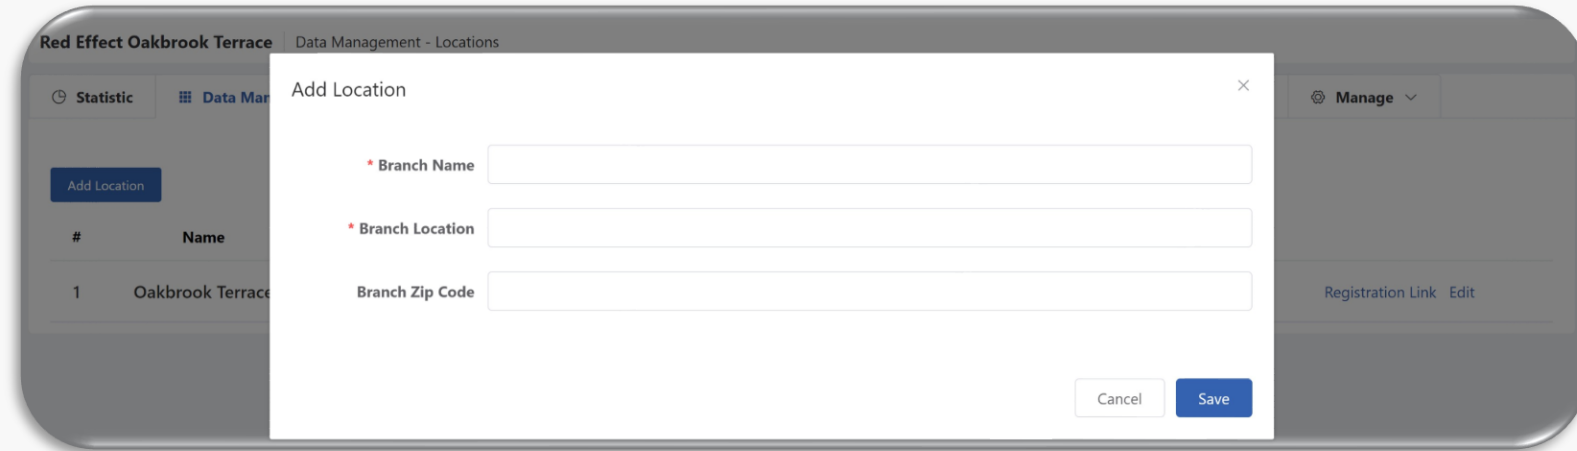 Red Effect Oakbrook Terrace Data Management - Locations
Statistic Data Man Manage
Add Location
* Branch Name
* Branch Location
Branch Zip Code
Cancel Save
Add Location
# Name
1 Oakbrook Terrace Registration Link Edit